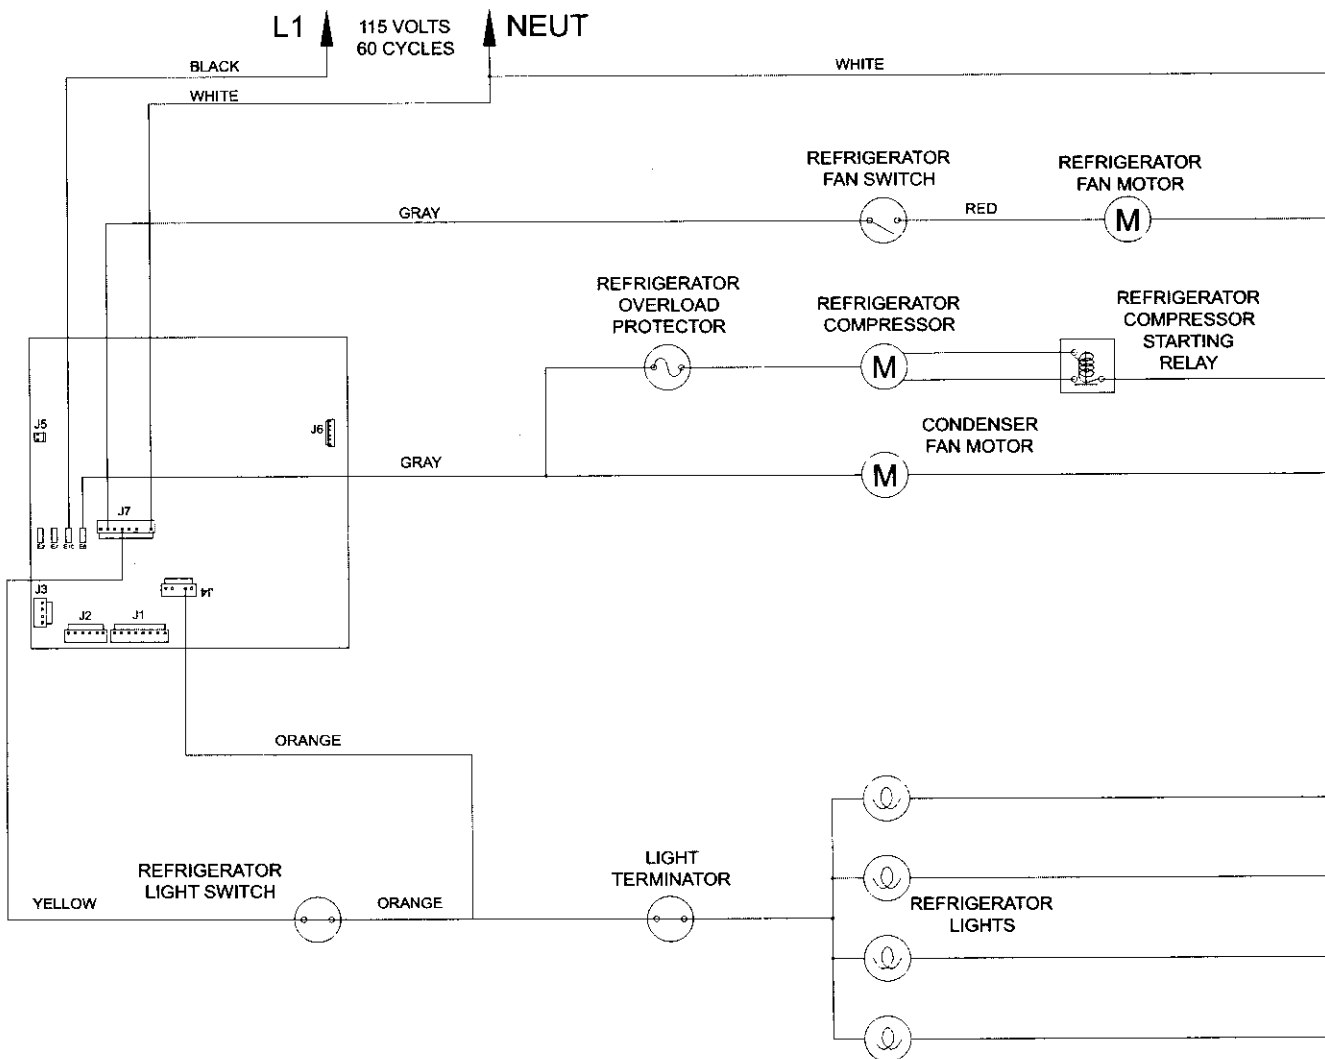 L1
115 VOLTS
60 CYCLES
NEUT
BLACK
WHITE
WHITE
REFRIGERATOR
FAN SWITCH
REFRIGERATOR
FAN MOTOR
GRAY
RED
M
REFRIGERATOR
OVERLOAD
PROTECTOR
REFRIGERATOR
COMPRESSOR
REFRIGERATOR
COMPRESSOR
STARTING
RELAY
M
J5
J6
CONDENSER
FAN MOTOR
GRAY
M
J7
J3
J4
J2
J1
ORANGE
REFRIGERATOR
LIGHT SWITCH
LIGHT
TERMINATOR
YELLOW
ORANGE
REFRIGERATOR
LIGHTS